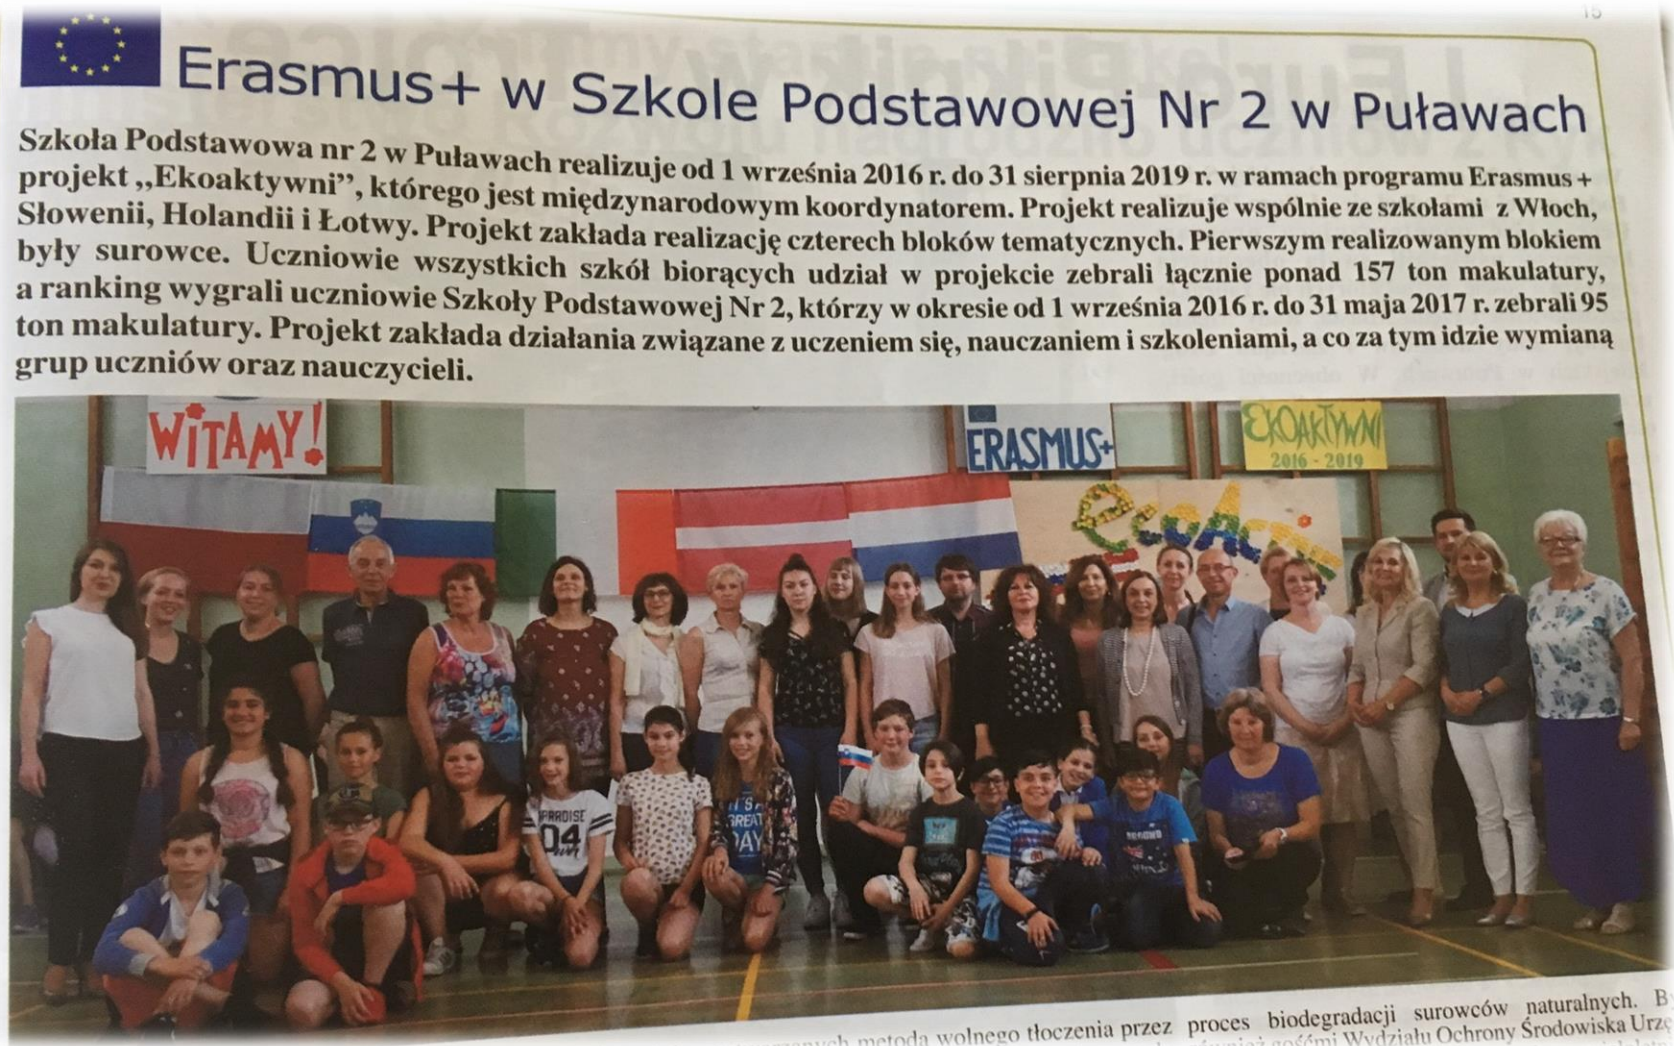 15
Erasmus+ w Szkole Podstawowej Nr 2 w Puławach
Szkoła Podstawowa nr 2 w Puławach realizuje od 1 września 2016 r. do 31 sierpnia 2019 r. w ramach programu Erasmus+
projekt „Ekoaktywni”, którego jest międzynarodowym koordynatorem. Projekt realizuje wspólnie ze szkołami z Włoch,
Słowenii, Holandii i Łotwy. Projekt zakłada realizację czterech bloków tematycznych. Pierwszym realizowanym blokiem
były surowce. Uczniowie wszystkich szkół biorących udział w projekcie zebrali łącznie ponad 157 ton makulatury,
a ranking wygrali uczniowie Szkoły Podstawowej Nr 2, którzy w okresie od 1 września 2016 r. do 31 maja 2017 r. zebrali 95
ton makulatury. Projekt zakłada działania związane z uczeniem się, nauczaniem i szkoleniami, a co za tym idzie wymianą
grup uczniów oraz nauczycieli.
WITAMY!
ERASMUS+
EKOAKTYWNI
2016 - 2019
ecoActiv
PARADISE
04
IT'S A
GREAT
DAY
metodą wolnego tłoczenia przez proces biodegradacji surowców naturalnych.
gośćmi Wydziału Ochrony Środowiska